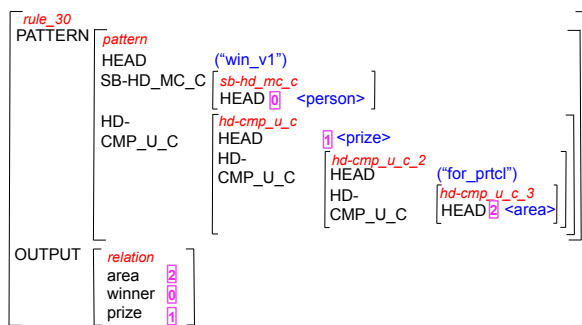 rule_30
PATTERN pattern
HEAD ("win_v1")
SB-HD_MC_C sb-hd_mc_c
HEAD 0 <person>
HD- hd-cmp_u_c
CMP_U_C HEAD 1 <prize>
HD- hd-cmp_u_c_2
CMP_U_C HEAD ("for_prtcl")
HD- hd-cmp_u_c_3
CMP_U_C HEAD 2 <area>
OUTPUT relation
area 2
winner 0
prize 1